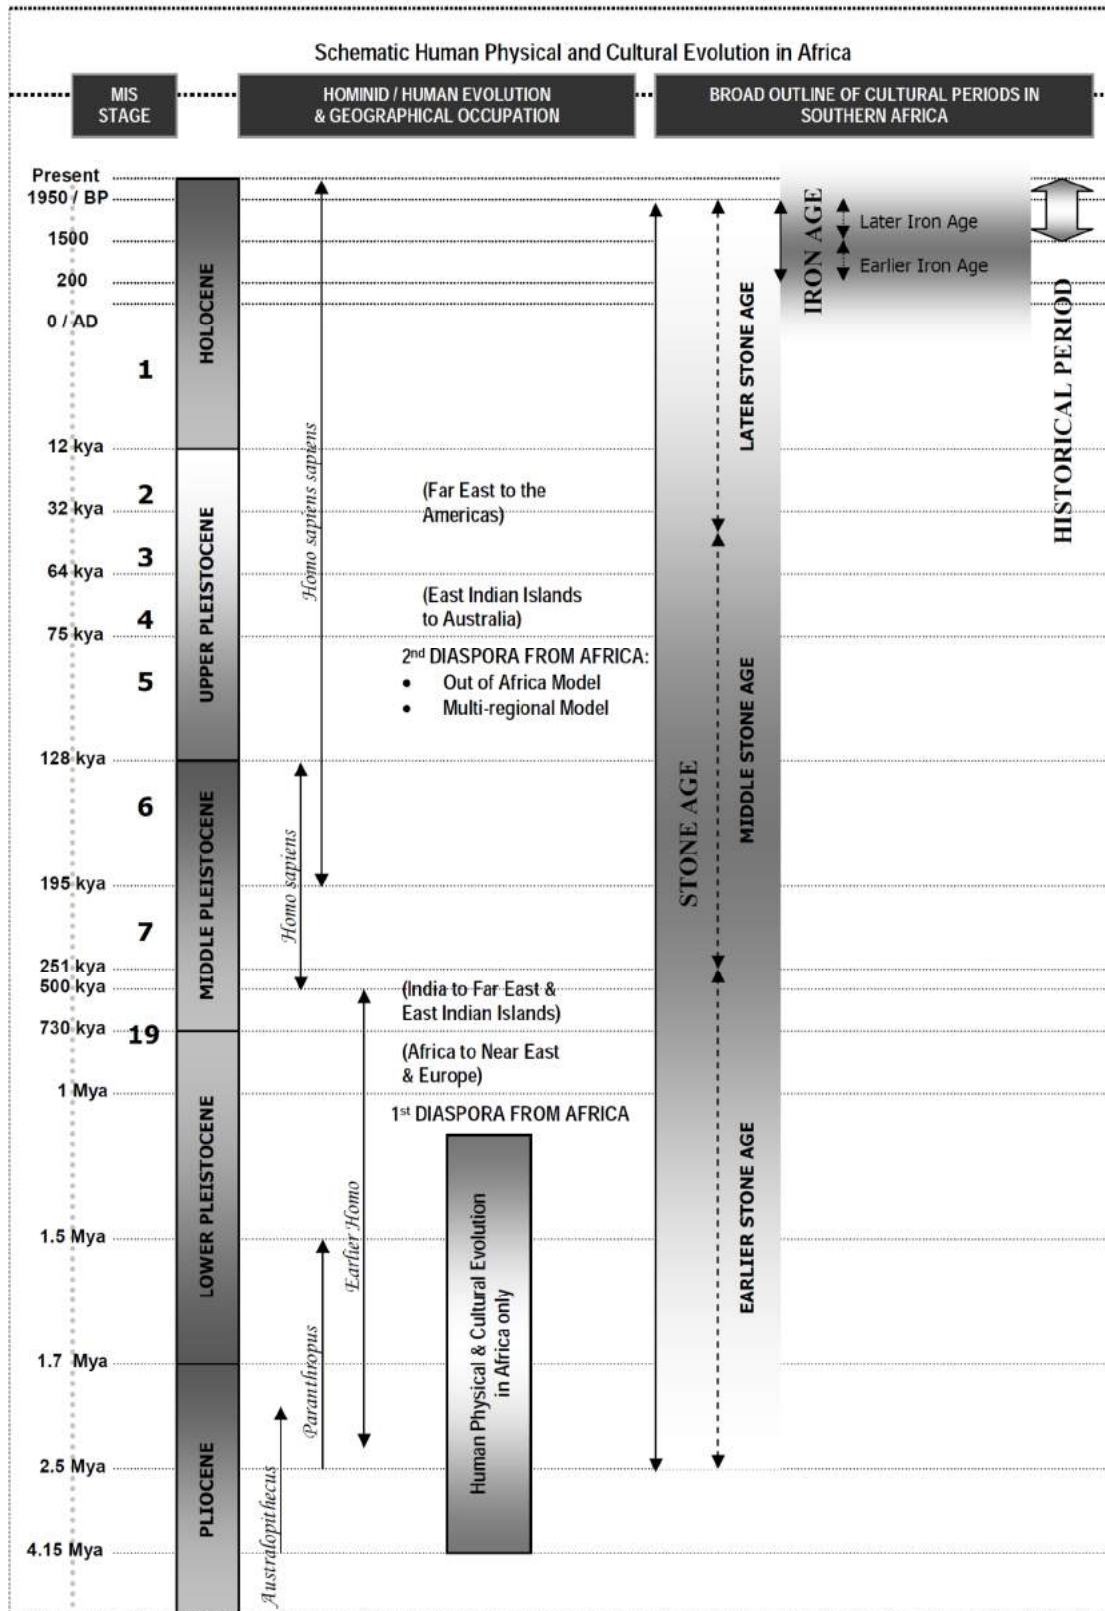 Schematic Human Physical and Cultural Evolution in Africa
MIS
STAGE
HOMINID / HUMAN EVOLUTION
& GEOGRAPHICAL OCCUPATION
BROAD OUTLINE OF CULTURAL PERIODS IN
SOUTHERN AFRICA
Present
1950 / BP
1500
200
0 / AD
1
12 kya
2
32 kya
3
64 kya
4
75 kya
5
128 kya
6
195 kya
7
251 kya
500 kya
730 kya
19
1 Mya
1.5 Mya
1.7 Mya
2.5 Mya
4.15 Mya
HOLOCENE
UPPER PLEISTOCENE
MIDDLE PLEISTOCENE
LOWER PLEISTOCENE
PLIOCENE
Homo sapiens sapiens
Homo sapiens
Earlier Homo
Paranthropus
Australopithecus
(Far East to the
Americas)
(East Indian Islands
to Australia)
2nd DIASPORA FROM AFRICA:
• Out of Africa Model
• Multi-regional Model
(India to Far East &
East Indian Islands)
(Africa to Near East
& Europe)
1st DIASPORA FROM AFRICA
Human Physical & Cultural Evolution
in Africa only
STONE AGE
LATER STONE AGE
MIDDLE STONE AGE
EARLIER STONE AGE
IRON AGE
Later Iron Age
Earlier Iron Age
HISTORICAL PERIOD